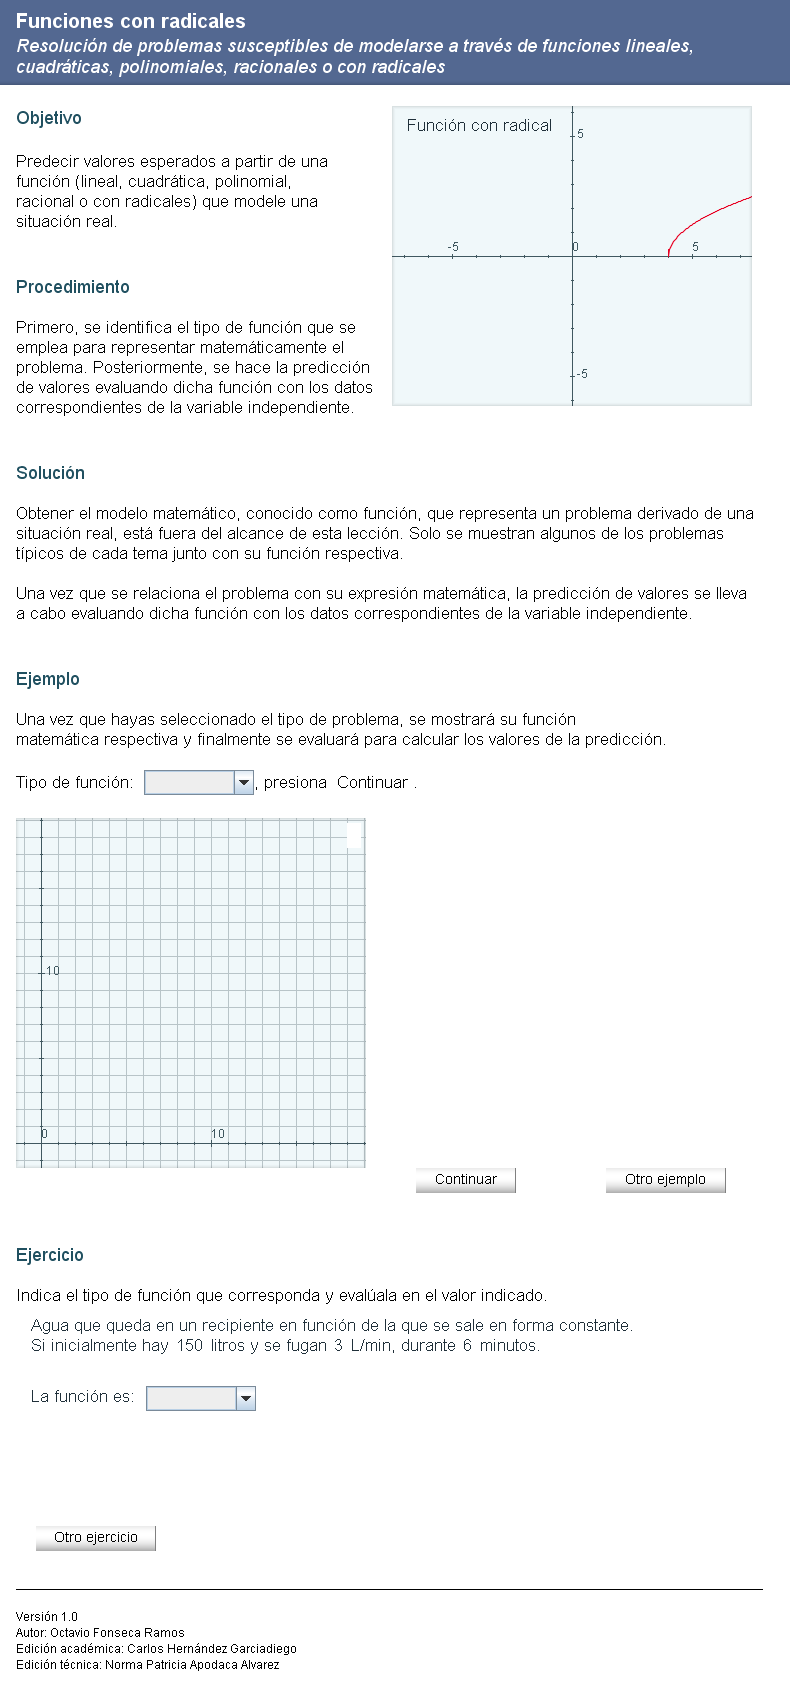 Funciones con radicales
Resolución de problemas susceptibles de modelarse a través de funciones lineales,
cuadráticas, polinomiales, racionales o con radicales
Objetivo
Predecir valores esperados a partir de una
función (lineal, cuadrática, polinomial,
racional o con radicales) que modele una
situación real.
Función con radical
5
-5
0
5
-5
Procedimiento
Primero, se identifica el tipo de función que se
emplea para representar matemáticamente el
problema. Posteriormente, se hace la predicción
de valores evaluando dicha función con los datos
correspondientes de la variable independiente.
Solución
Obtener el modelo matemático, conocido como función, que representa un problema derivado de una
situación real, está fuera del alcance de esta lección. Solo se muestran algunos de los problemas
típicos de cada tema junto con su función respectiva.
Una vez que se relaciona el problema con su expresión matemática, la predicción de valores se lleva
a cabo evaluando dicha función con los datos correspondientes de la variable independiente.
Ejemplo
Una vez que hayas seleccionado el tipo de problema, se mostrará su función
matemática respectiva y finalmente se evaluará para calcular los valores de la predicción.
Tipo de función: , presiona Continuar .
10
0
10
Continuar
Otro ejemplo
Ejercicio
Indica el tipo de función que corresponda y evalúala en el valor indicado.
Agua que queda en un recipiente en función de la que se sale en forma constante.
Si inicialmente hay 150 litros y se fugan 3 L/min, durante 6 minutos.
La función es:
Otro ejercicio
Versión 1.0
Autor: Octavio Fonseca Ramos
Edición académica: Carlos Hernández Garciadiego
Edición técnica: Norma Patricia Apodaca Alvarez